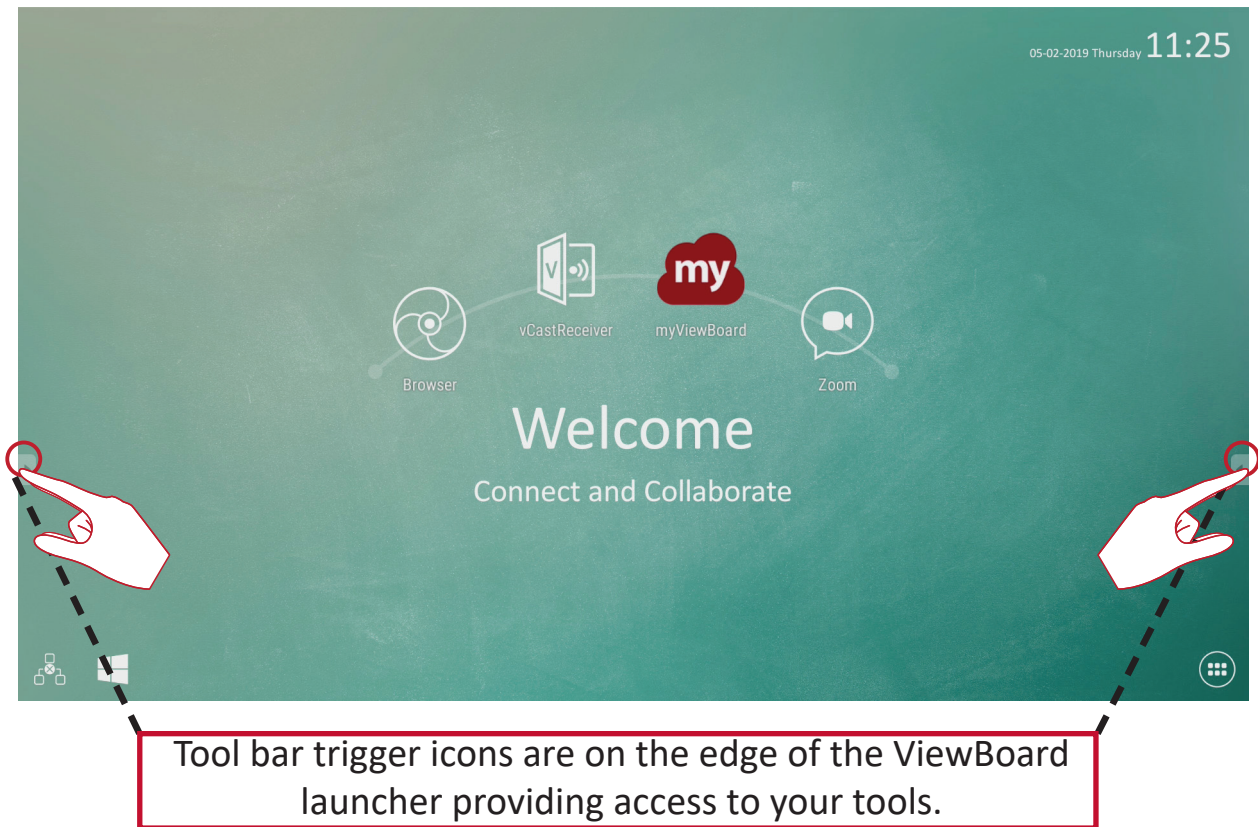 05-02-2019 Thursday 11:25
V
my
vCastReceiver
myViewBoard
Browser
Zoom
Welcome
Connect and Collaborate
Tool bar trigger icons are on the edge of the ViewBoard
launcher providing access to your tools.